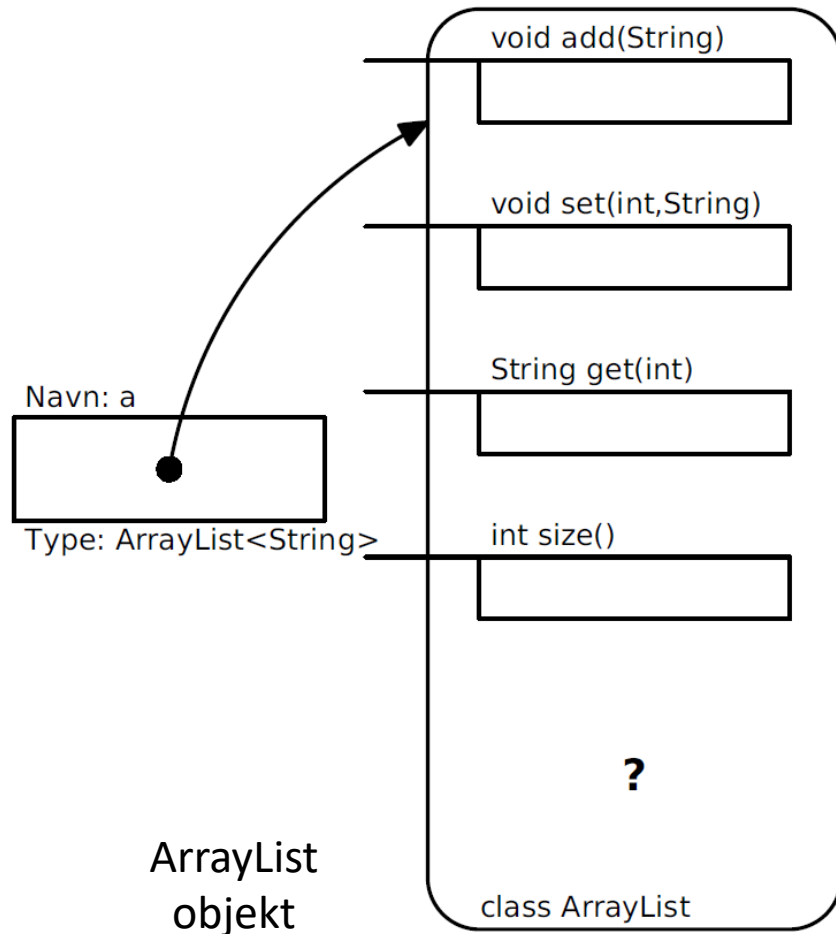 void add(String)
void set(int,String)
String get(int)
Navn: a
Type: ArrayList<String>
int size()
?
ArrayList
objekt
class ArrayList